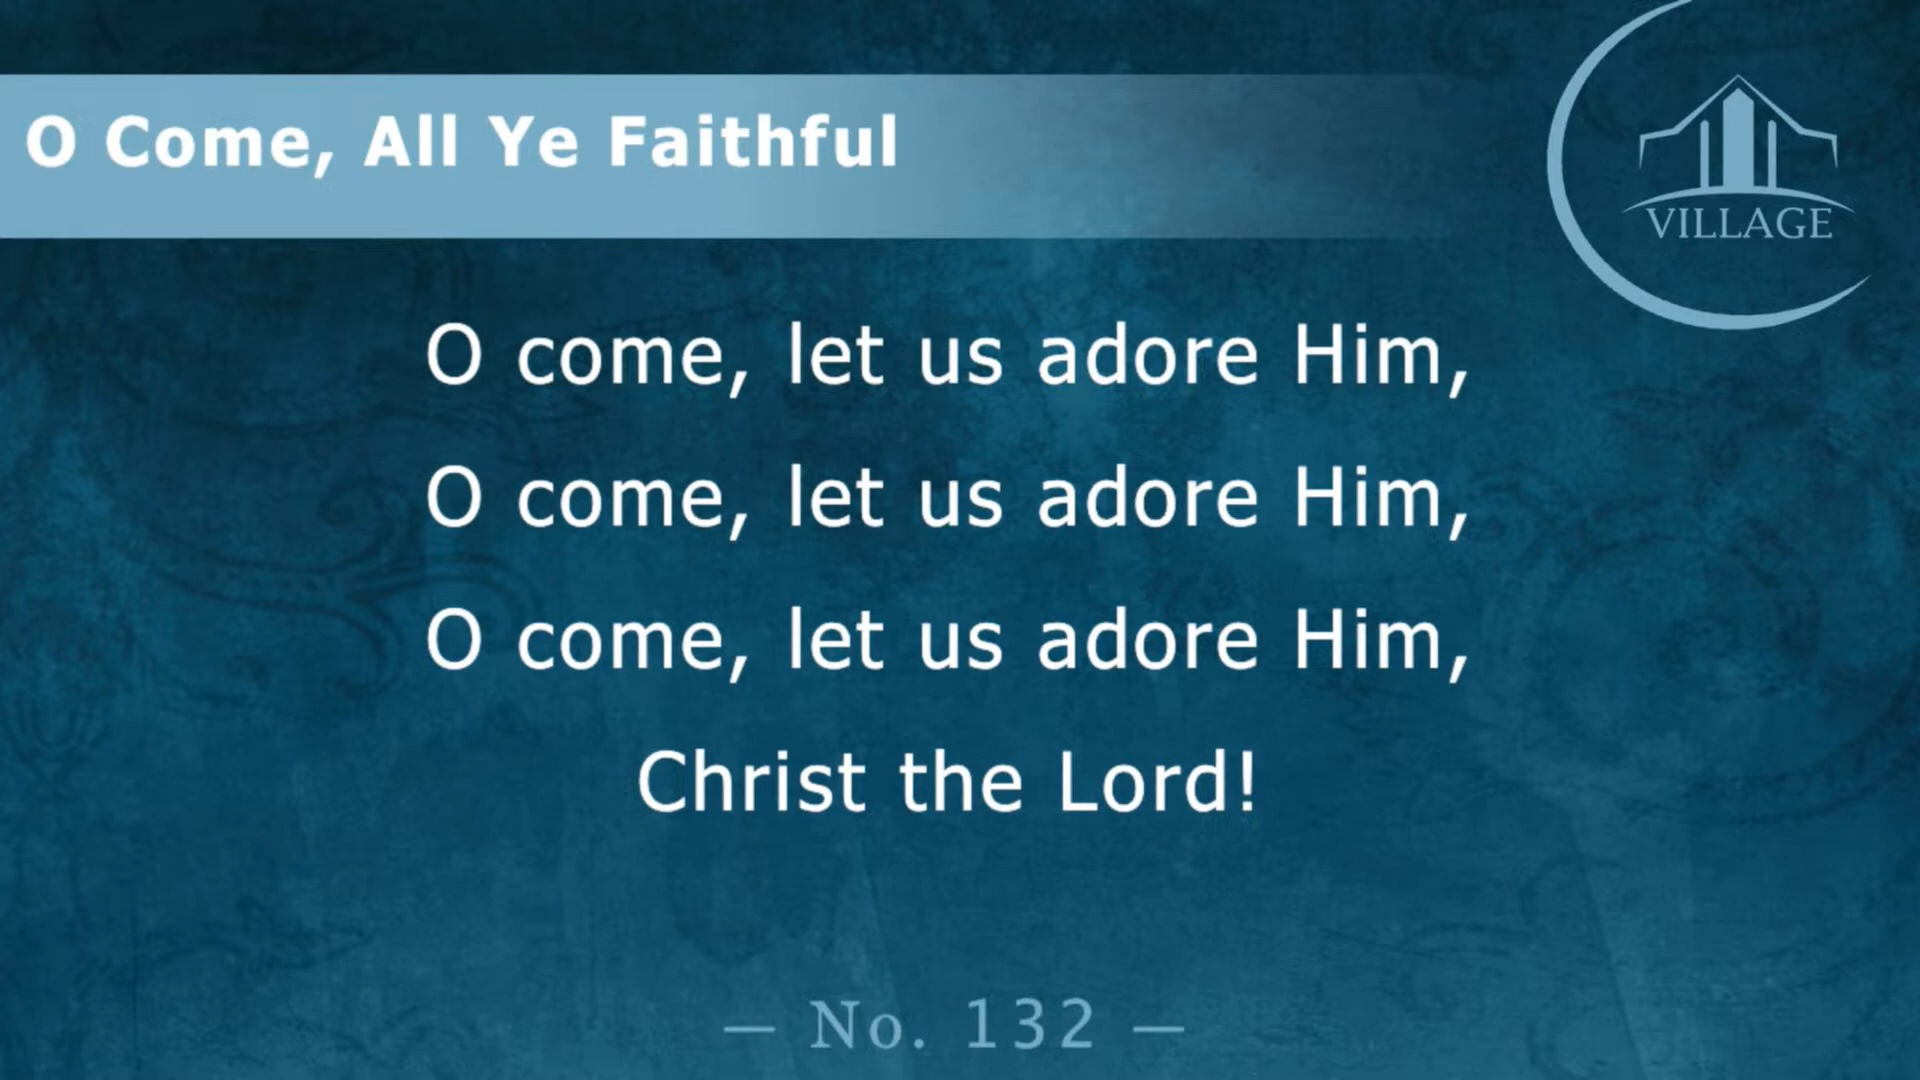 O Come, All Ye Faithful
VILLAGE
O come, let us adore Him,
O come, let us adore Him,
O come, let us adore Him,
Christ the Lord!
— No. 132 —